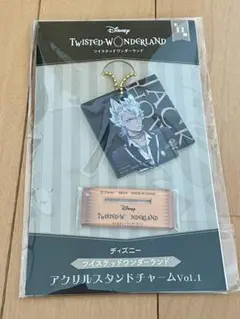 Disney
TWISTED-WONDERLAND
ツイステッドワンダーランド
11
JACK
Disney
TWISTED-WONDERLAND
ディズニー
ツイステッドワンダーランド
アクリルスタンドチャームVol.1